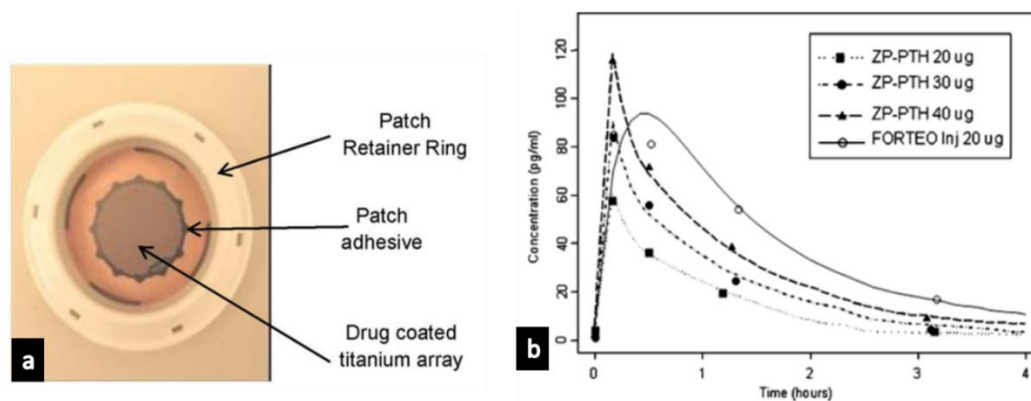 Patch
Retainer Ring
Patch
adhesive
Drug coated
titanium array
a
120
100
80
60
40
20
0
Concentration (pg/ml)
0
1
2
3
4
Time (hours)
ZP-PTH 20 ug
ZP-PTH 30 ug
ZP-PTH 40 ug
FORTEO Inj 20 ug
b